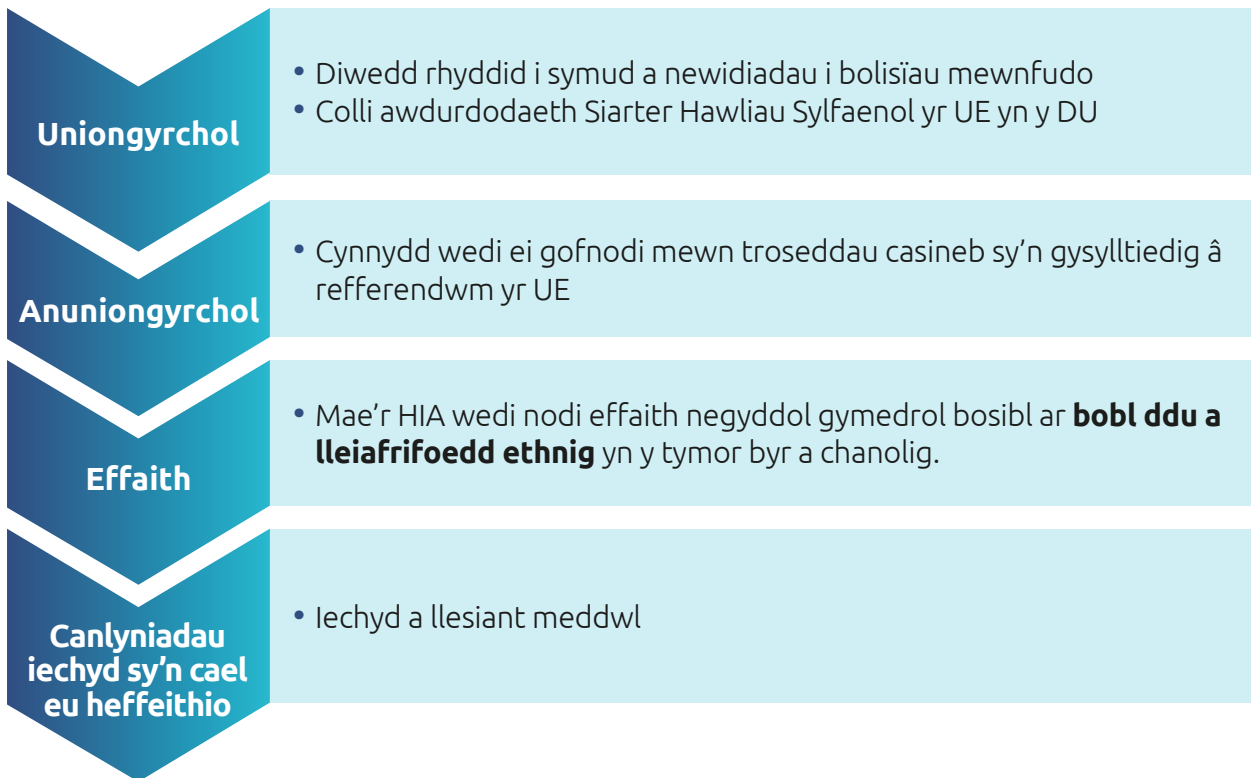 Uniongyrchol
• Diwedd rhyddid i symud a newidiadau i bolisïau mewnfudo
• Colli awdurdodaeth Siarter Hawliau Sylfaenol yr UE yn y DU
Anuniongyrchol
• Cynnydd wedi ei gofnodi mewn troseddau casineb sy’n gysylltiedig â
refferendwm yr UE
Effaith
• Mae’r HIA wedi nodi effaith negyddol gymedrol bosibl ar bobl ddu a
lleiafrifoedd ethnig yn y tymor byr a chanolig.
Canlyniadau
iechyd sy’n cael
eu heffeithio
• Iechyd a llesiant meddwl